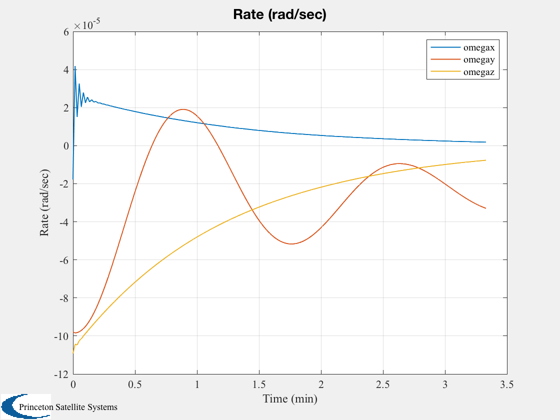 Rate (rad/sec)
×10⁻⁵
6
4
2
0
-2
-4
-6
-8
-10
-12
Rate (rad/sec)
omegax
omegay
omegaz
0 0.5 1 1.5 2 2.5 3 3.5
Time (min)
Princeton Satellite Systems